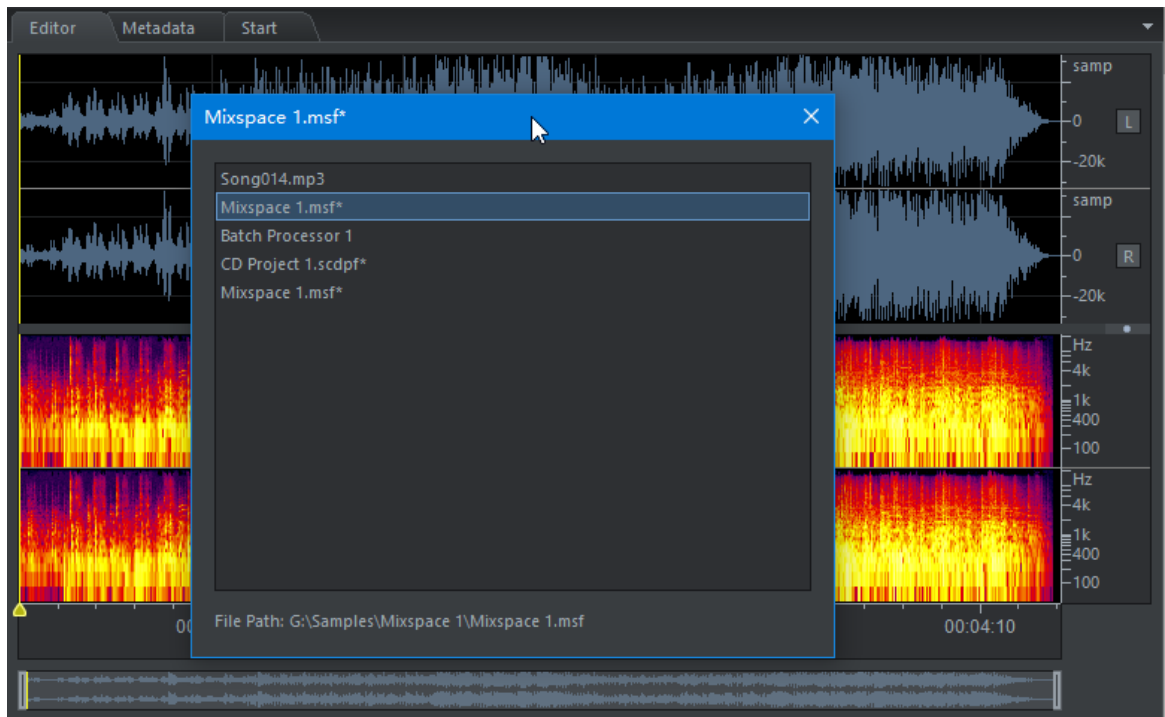 Editor Metadata Start
samp
0 L
-20k
samp
0 R
-20k
Hz
4k
1k
400
100
Hz
4k
1k
400
100
Mixspace 1.msf*
Song014.mp3
Mixspace 1.msf*
Batch Processor 1
CD Project 1.scdpf*
Mixspace 1.msf*
File Path: G:\Samples\Mixspace 1\Mixspace 1.msf
00:04:10